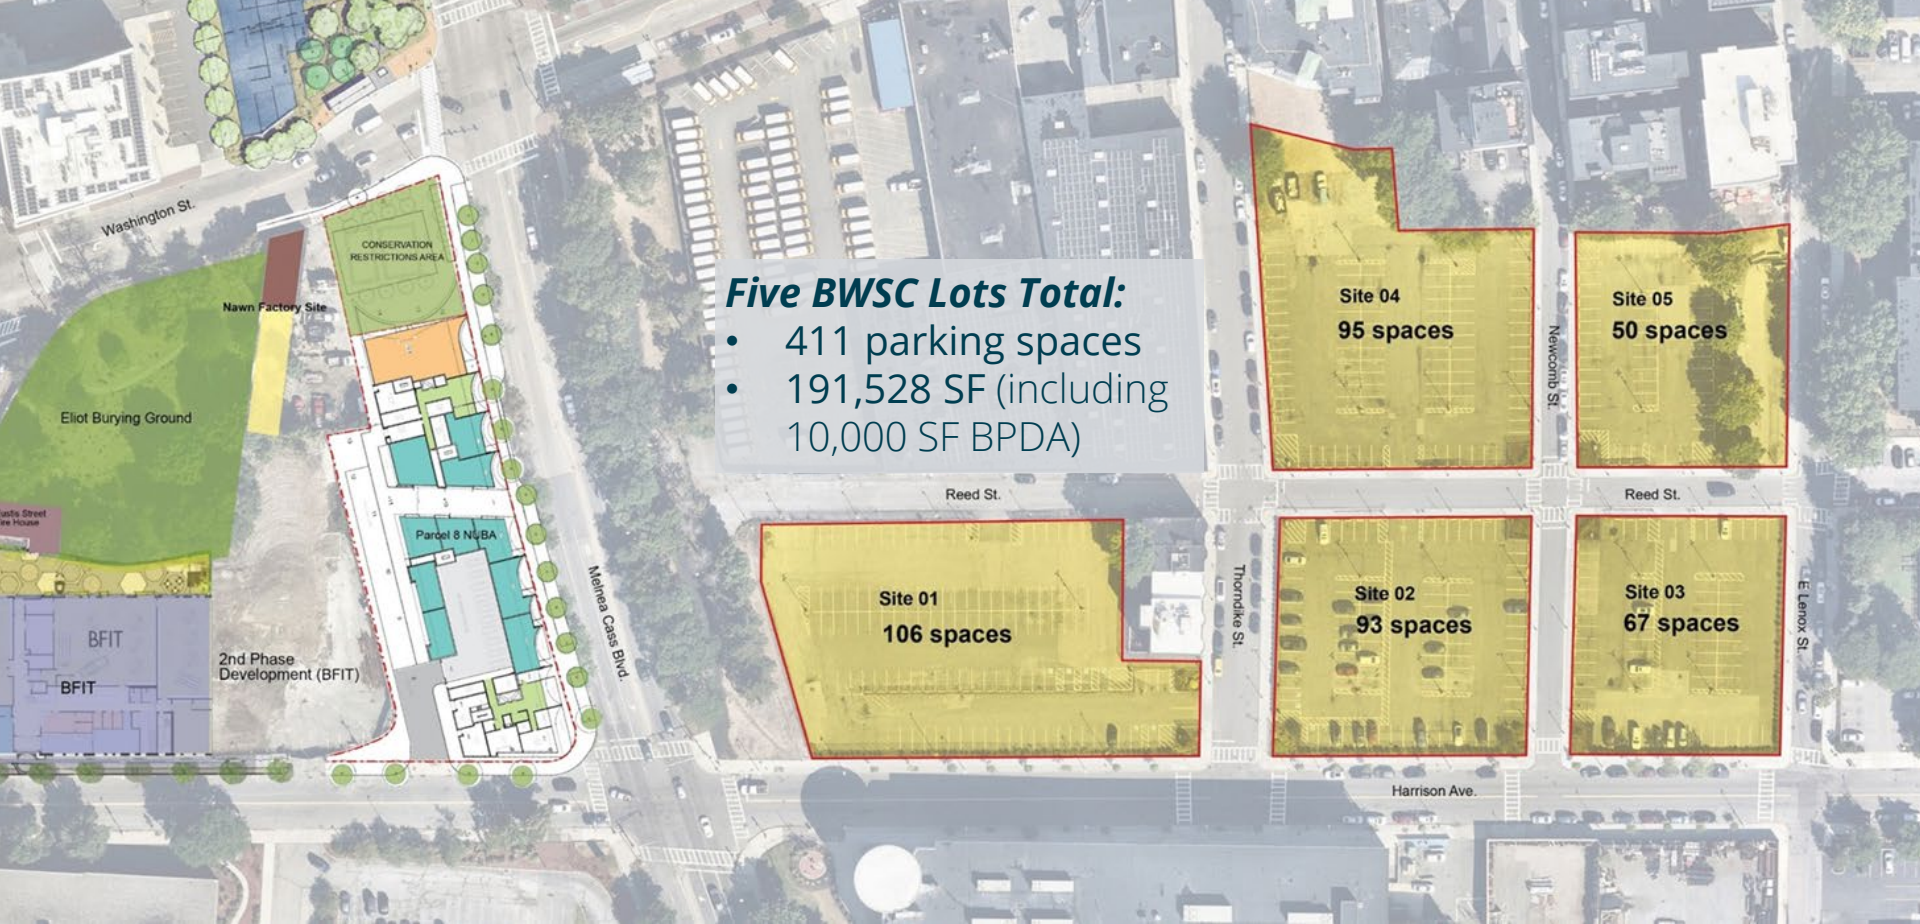 Washington St.
CONSERVATION
RESTRICTIONS AREA
Nawn Factory Site
Eliot Burying Ground
Parcel 8 NUBA
BFIT
BFIT
2nd Phase
Development (BFIT)
Melnea Cass Blvd.
Five BWSC Lots Total:
• 411 parking spaces
• 191,528 SF (including
10,000 SF BPDA)
Site 04
95 spaces
Site 05
50 spaces
Newcomb St.
Reed St.
Reed St.
Site 01
106 spaces
Thorndike St.
Site 02
93 spaces
Site 03
67 spaces
E Lenox St.
Harrison Ave.